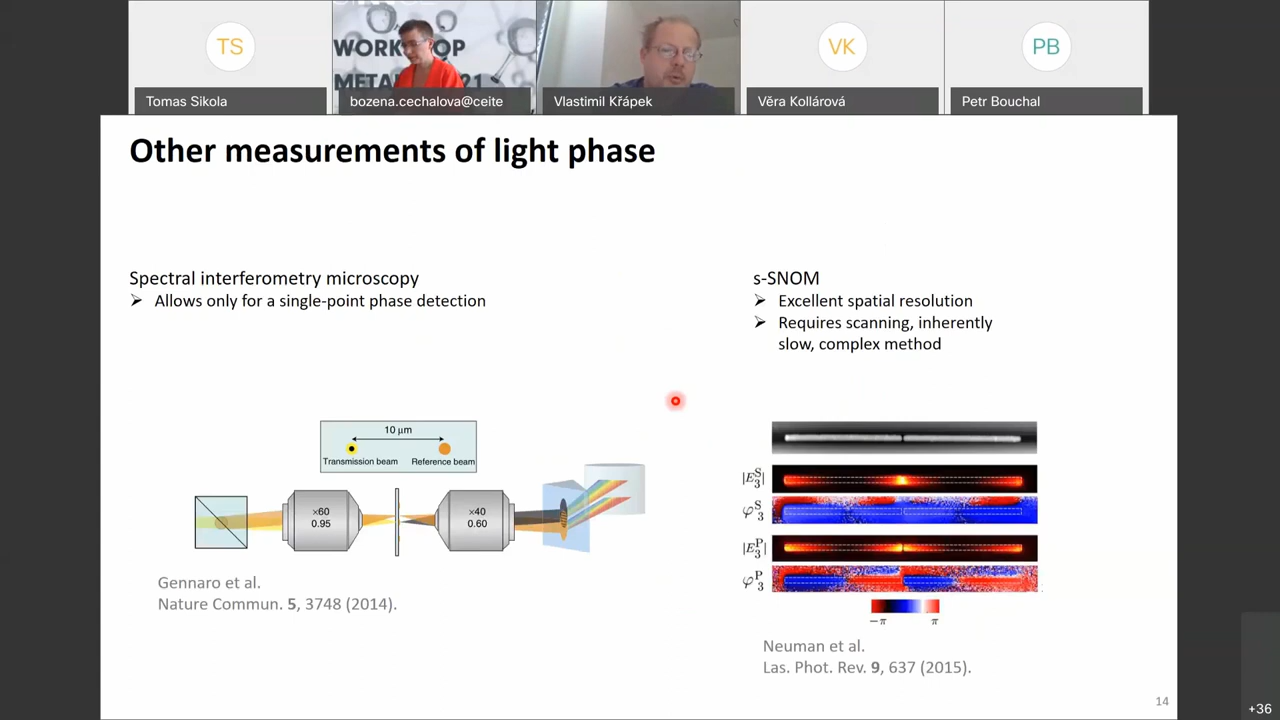 TS
WORKSHOP
VK
PB
Tomas Sikola
bozena.cechalova@ceite
Vlastimil Křápek
Věra Kollárová
Petr Bouchal
Other measurements of light phase
Spectral interferometry microscopy
➢ Allows only for a single-point phase detection
s-SNOM
➢ Excellent spatial resolution
➢ Requires scanning, inherently
slow, complex method
10 μm
Transmission beam Reference beam
×60
0.95
×40
0.60
|E₃ˢ|
φ₃ˢ
|E₃ᴾ|
φ₃ᴾ
−π π
Gennaro et al.
Nature Commun. 5, 3748 (2014).
Neuman et al.
Las. Phot. Rev. 9, 637 (2015).
14
+36